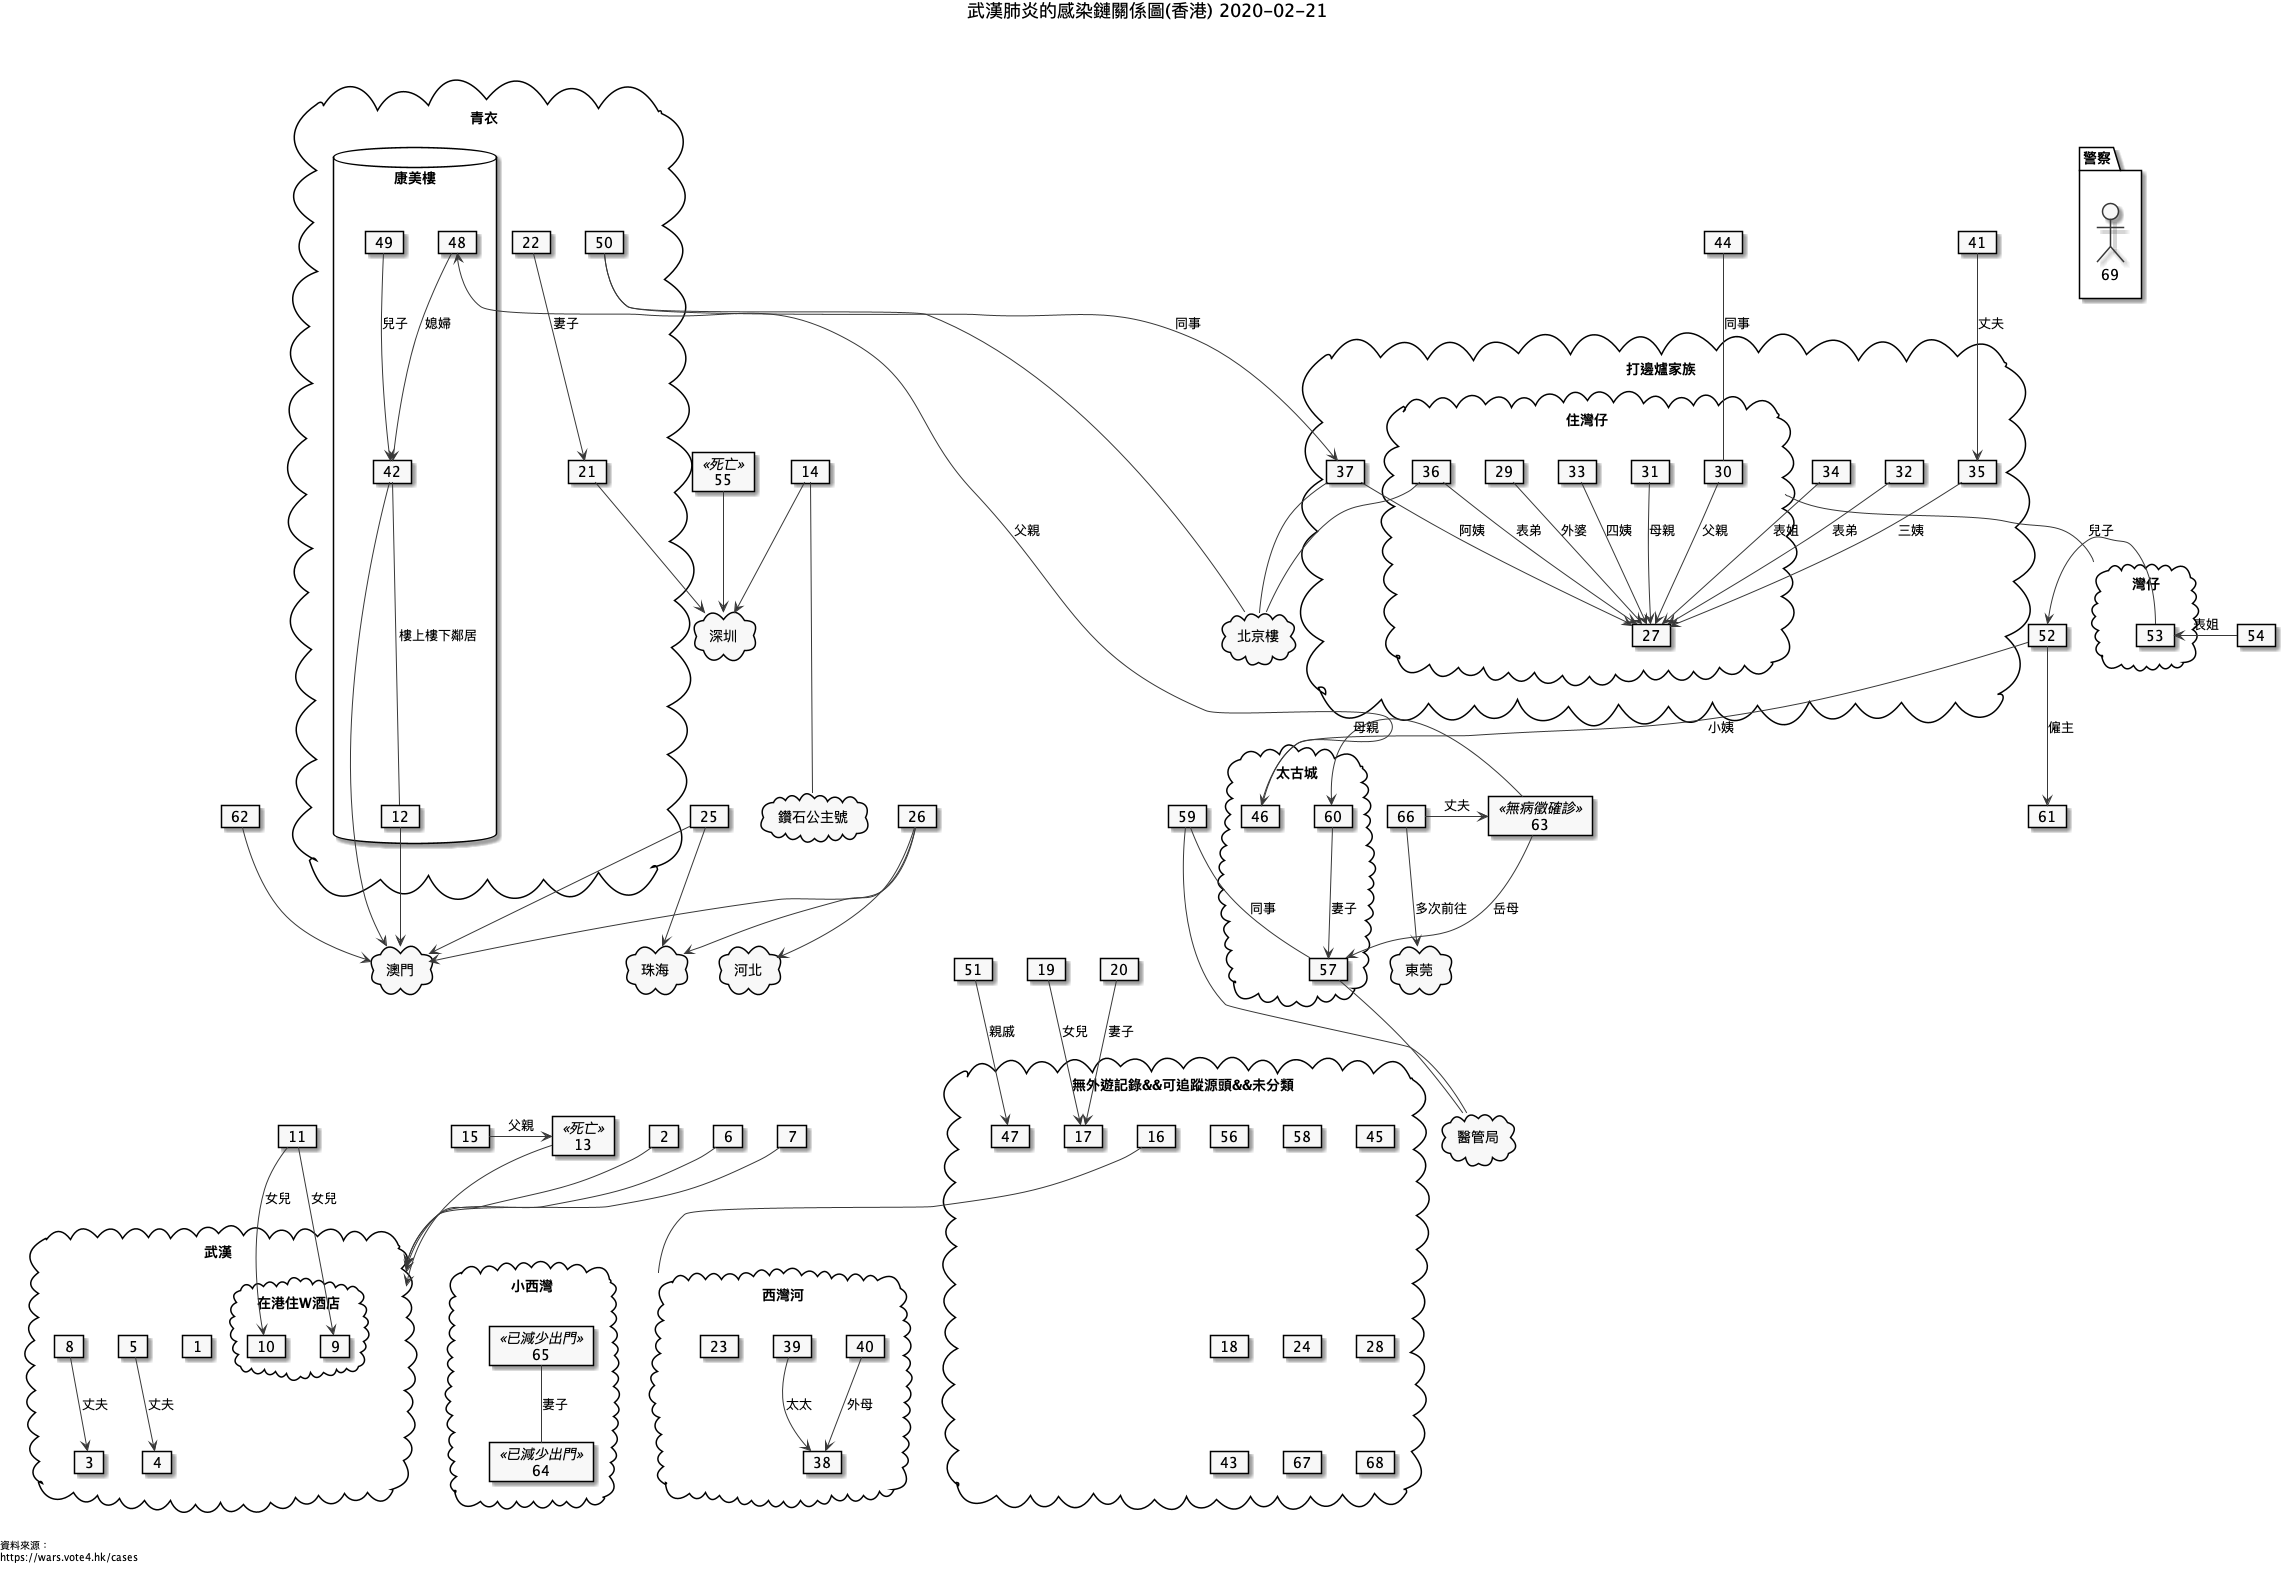 武漢肺炎的感染鏈關係圖(香港) 2020-02-21
青衣
康美樓
警察
69
49
48
22
50
44
41
兒子
媳婦
妻子
同事
同事
丈夫
打邊爐家族
住灣仔
42
21
«死亡»
55
14
37
36
29
33
31
30
34
32
35
父親
阿姨
表弟
外婆
四姨
母親
父親
表姐
表弟
三姨
兒子
灣仔
樓上樓下鄰居
深圳
北京樓
27
52
53
表姐
54
母親
小姨
僱主
太古城
62
12
25
鑽石公主號
26
59
46
60
66
丈夫
«無病徵確診»
63
61
同事
妻子
多次前往
岳母
澳門
珠海
河北
51
19
20
57
東莞
親戚
女兒
妻子
無外遊記錄&&可追蹤源頭&&未分類
11
15
父親
«死亡»
13
2
6
7
47
17
16
56
58
45
醫管局
女兒
女兒
武漢
小西灣
西灣河
在港住W酒店
8
5
1
10
9
«已減少出門»
65
23
39
40
18
24
28
丈夫
丈夫
妻子
太太
外母
3
4
«已減少出門»
64
38
43
67
68
資料來源：
https://wars.vote4.hk/cases